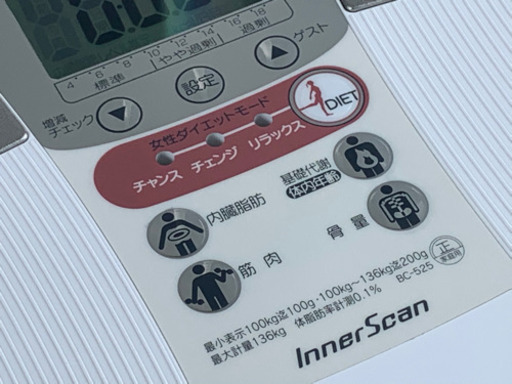 0.0
4 6 8 10 12 14 16 18
標準 やや過剰 過剰
増減
チェック ▼ 設定 ▲ ゲスト
女性ダイエットモード
DIET
チャンス チェンジ リラックス
内臓脂肪
基礎代謝
体内年齢
筋肉
骨量
最小表示100kg迄100g・100kg~136kg迄200g
最大計量136kg 体脂肪率計測0.1% BC-525
正
家庭用
InnerScan